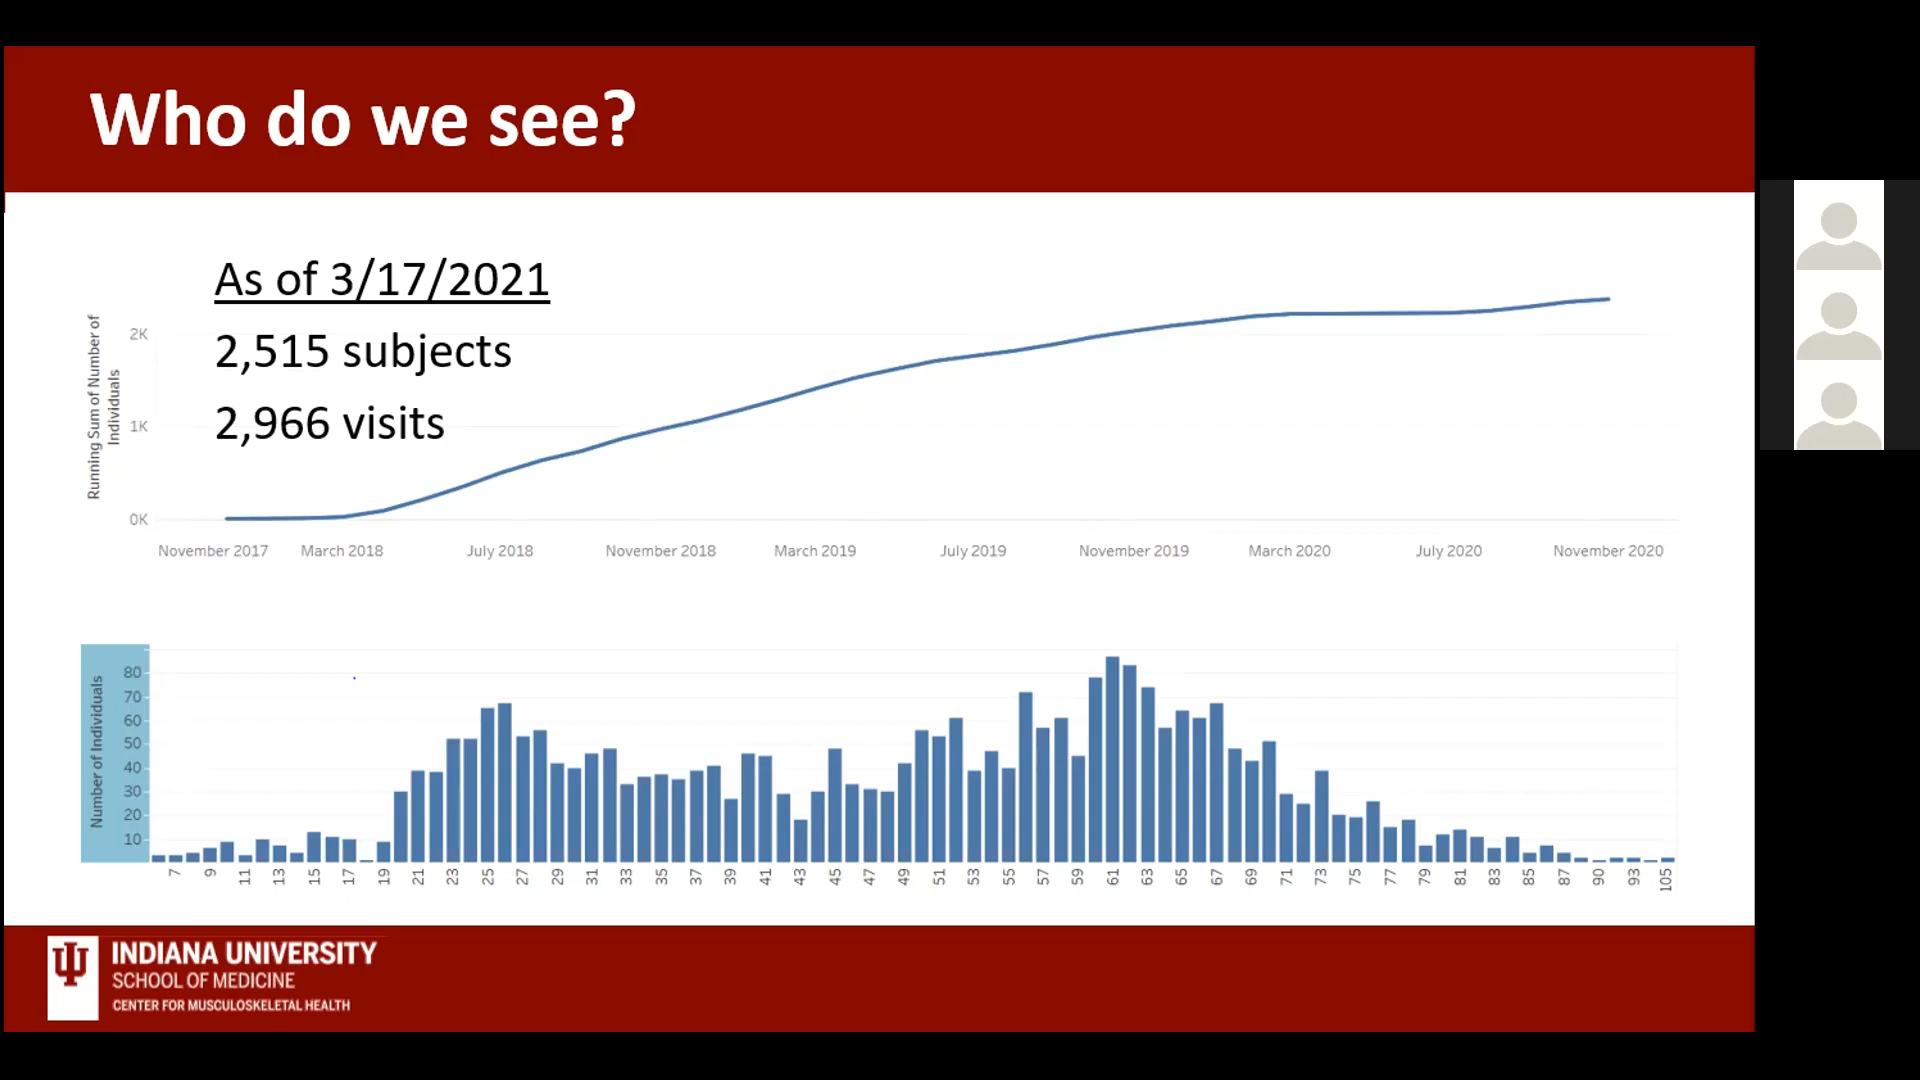 Who do we see?
As of 3/17/2021
2,515 subjects
2,966 visits
Running Sum of Number of
Individuals
2K
1K
0K
November 2017 March 2018 July 2018 November 2018 March 2019 July 2019 November 2019 March 2020 July 2020 November 2020
Number of Individuals
80
70
60
50
40
30
20
10
7 9 11 13 15 17 19 21 23 25 27 29 31 33 35 37 39 41 43 45 47 49 51 53 55 57 59 61 63 65 67 69 71 73 75 77 79 81 83 85 87 90 93 105
INDIANA UNIVERSITY
SCHOOL OF MEDICINE
CENTER FOR MUSCULOSKELETAL HEALTH